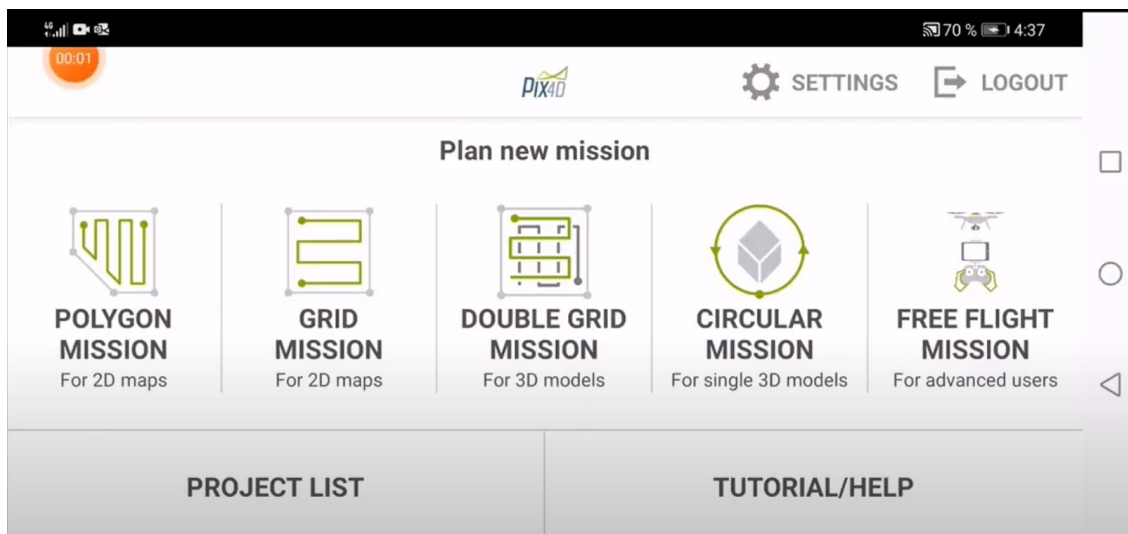 4G
70 % 4:37
00:01
Pix4D
SETTINGS
LOGOUT
Plan new mission
POLYGON
MISSION
For 2D maps
GRID
MISSION
For 2D maps
DOUBLE GRID
MISSION
For 3D models
CIRCULAR
MISSION
For single 3D models
FREE FLIGHT
MISSION
For advanced users
PROJECT LIST
TUTORIAL/HELP